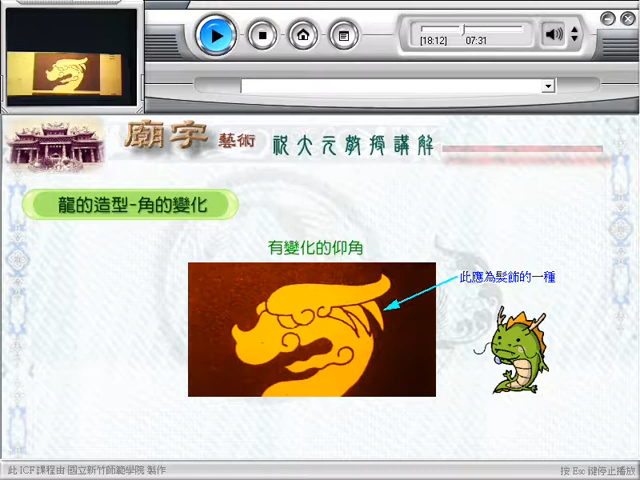 [18:12] 07:31
廟宇 藝術 祝大元教授講解
龍的造型-角的變化
有變化的仰角
此應為髮飾的一種
此 ICF 課程由 國立新竹師範學院 製作
按 Esc 鍵停止播放